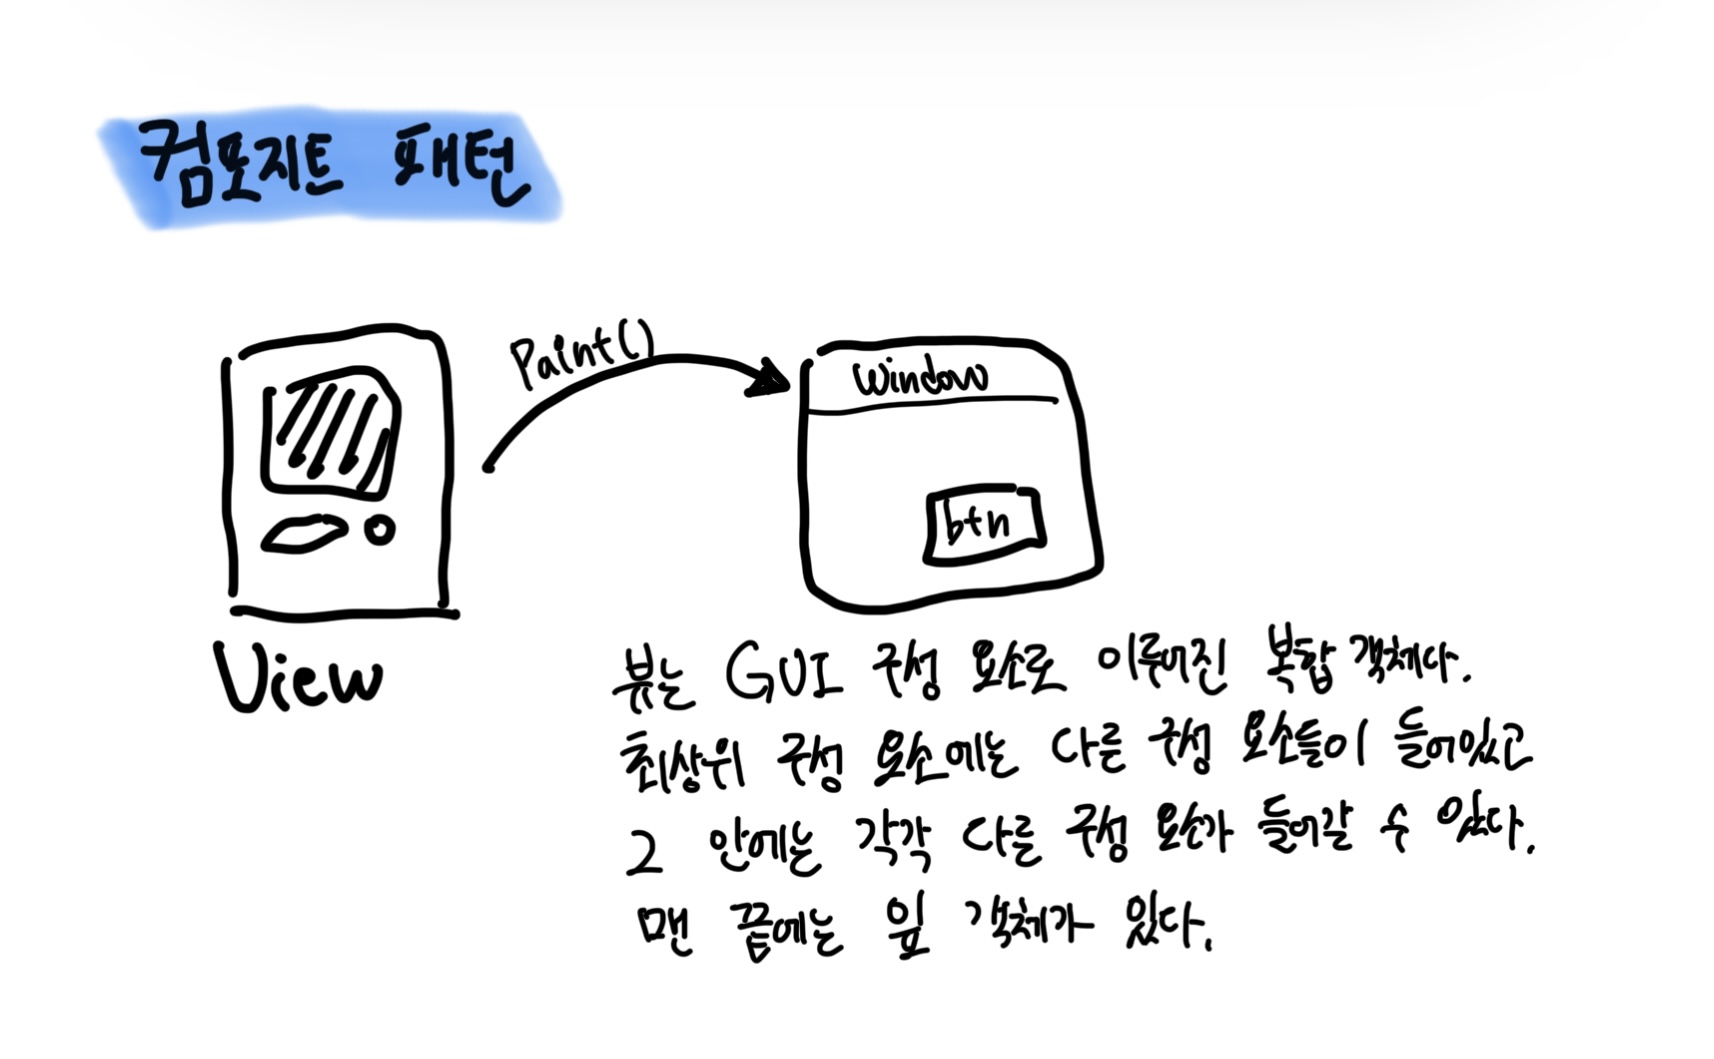 컴포지트 패턴
Paint()
Window
btn
View
뷰는 GUI 구성 요소로 이루어진 복합 객체다.
최상위 구성 요소에는 다른 구성 요소들이 들어있고
그 안에는 각각 다른 구성 요소가 들어갈 수 있다.
맨 끝에는 잎 객체가 있다.